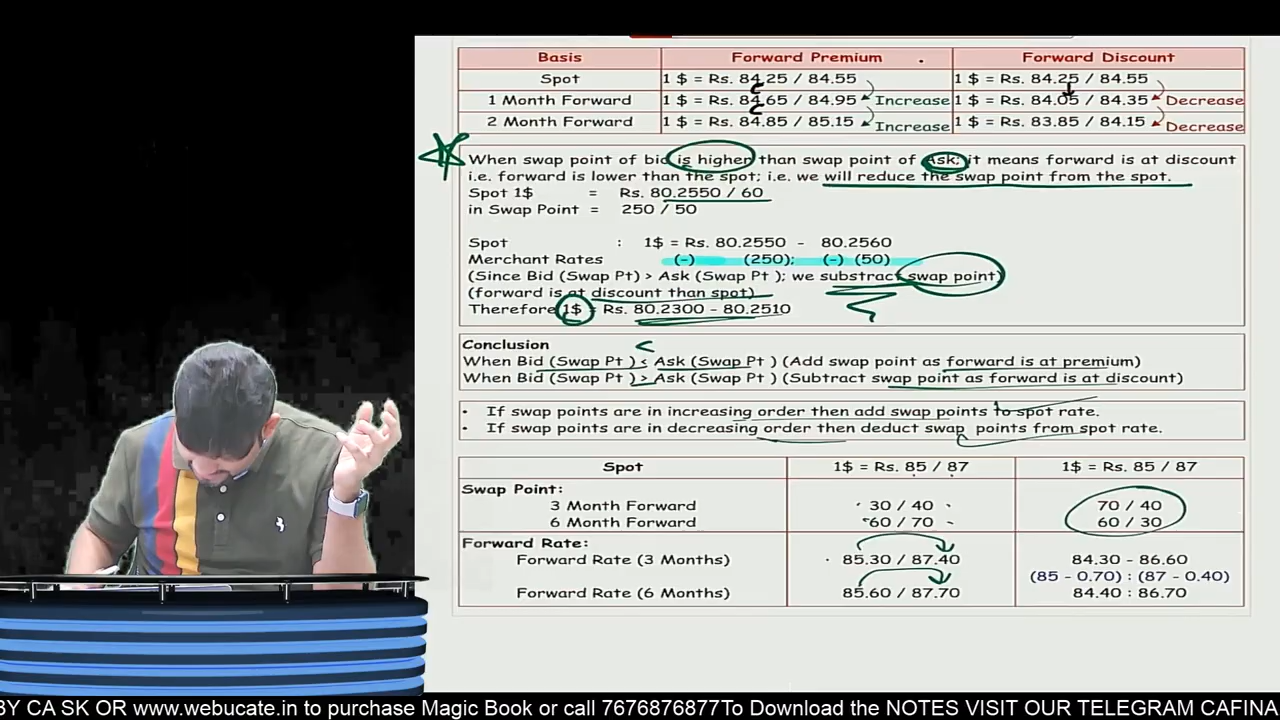 Basis Forward Premium Forward Discount
Spot 1 $ = Rs. 84.25 / 84.55 1 $ = Rs. 84.25 / 84.55
1 Month Forward 1 $ = Rs. 84.65 / 84.95 Increase 1 $ = Rs. 84.05 / 84.35 Decrease
2 Month Forward 1 $ = Rs. 84.85 / 85.15 Increase 1 $ = Rs. 83.85 / 84.15 Decrease
When swap point of bid is higher than swap point of Ask; it means forward is at discount
i.e. forward is lower than the spot; i.e. we will reduce the swap point from the spot.
Spot 1$ = Rs. 80.2550 / 60
in Swap Point = 250 / 50
Spot : 1$ = Rs. 80.2550 - 80.2560
Merchant Rates (-) (250); (-) (50)
(Since Bid (Swap Pt) > Ask (Swap Pt ); we substract swap point)
(forward is at discount than spot)
Therefore 1$ = Rs. 80.2300 - 80.2510
<
Conclusion
When Bid (Swap Pt ) < Ask (Swap Pt ) (Add swap point as forward is at premium)
When Bid (Swap Pt ) > Ask (Swap Pt ) (Subtract swap point as forward is at discount)
<
• If swap points are in increasing order then add swap points to spot rate.
• If swap points are in decreasing order then deduct swap points from spot rate.
Spot 1$ = Rs. 85 / 87 1$ = Rs. 85 / 87
Swap Point:
3 Month Forward 30 / 40 70 / 40
6 Month Forward 60 / 70 60 / 30
Forward Rate:
Forward Rate (3 Months) 85.30 / 87.40 84.30 - 86.60
(85 - 0.70) : (87 - 0.40)
Forward Rate (6 Months) 85.60 / 87.70 84.40 : 86.70
BY CA SK OR www.webucate.in to purchase Magic Book or call 7676876877To Download the NOTES VISIT OUR TELEGRAM CAFINA